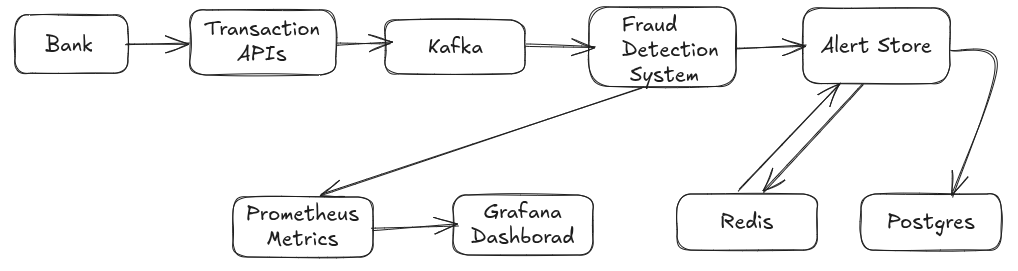 Bank
Transaction
APIs
Kafka
Fraud
Detection
System
Alert Store
Prometheus
Metrics
Grafana
Dashborad
Redis
Postgres